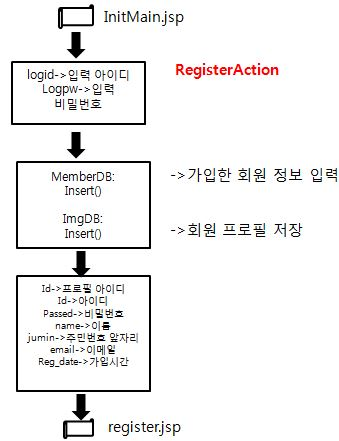 InitMain.jsp
logid->입력 아이디
Logpw->입력
비밀번호
RegisterAction
MemberDB:
Insert()
->가입한 회원 정보 입력
ImgDB:
Insert()
->회원 프로필 저장
Id->프로필 아이디
Id->아이디
Passed->비밀번호
name->이름
jumin->주민번호 앞자리
email->이메일
Reg_date->가입시간
register.jsp